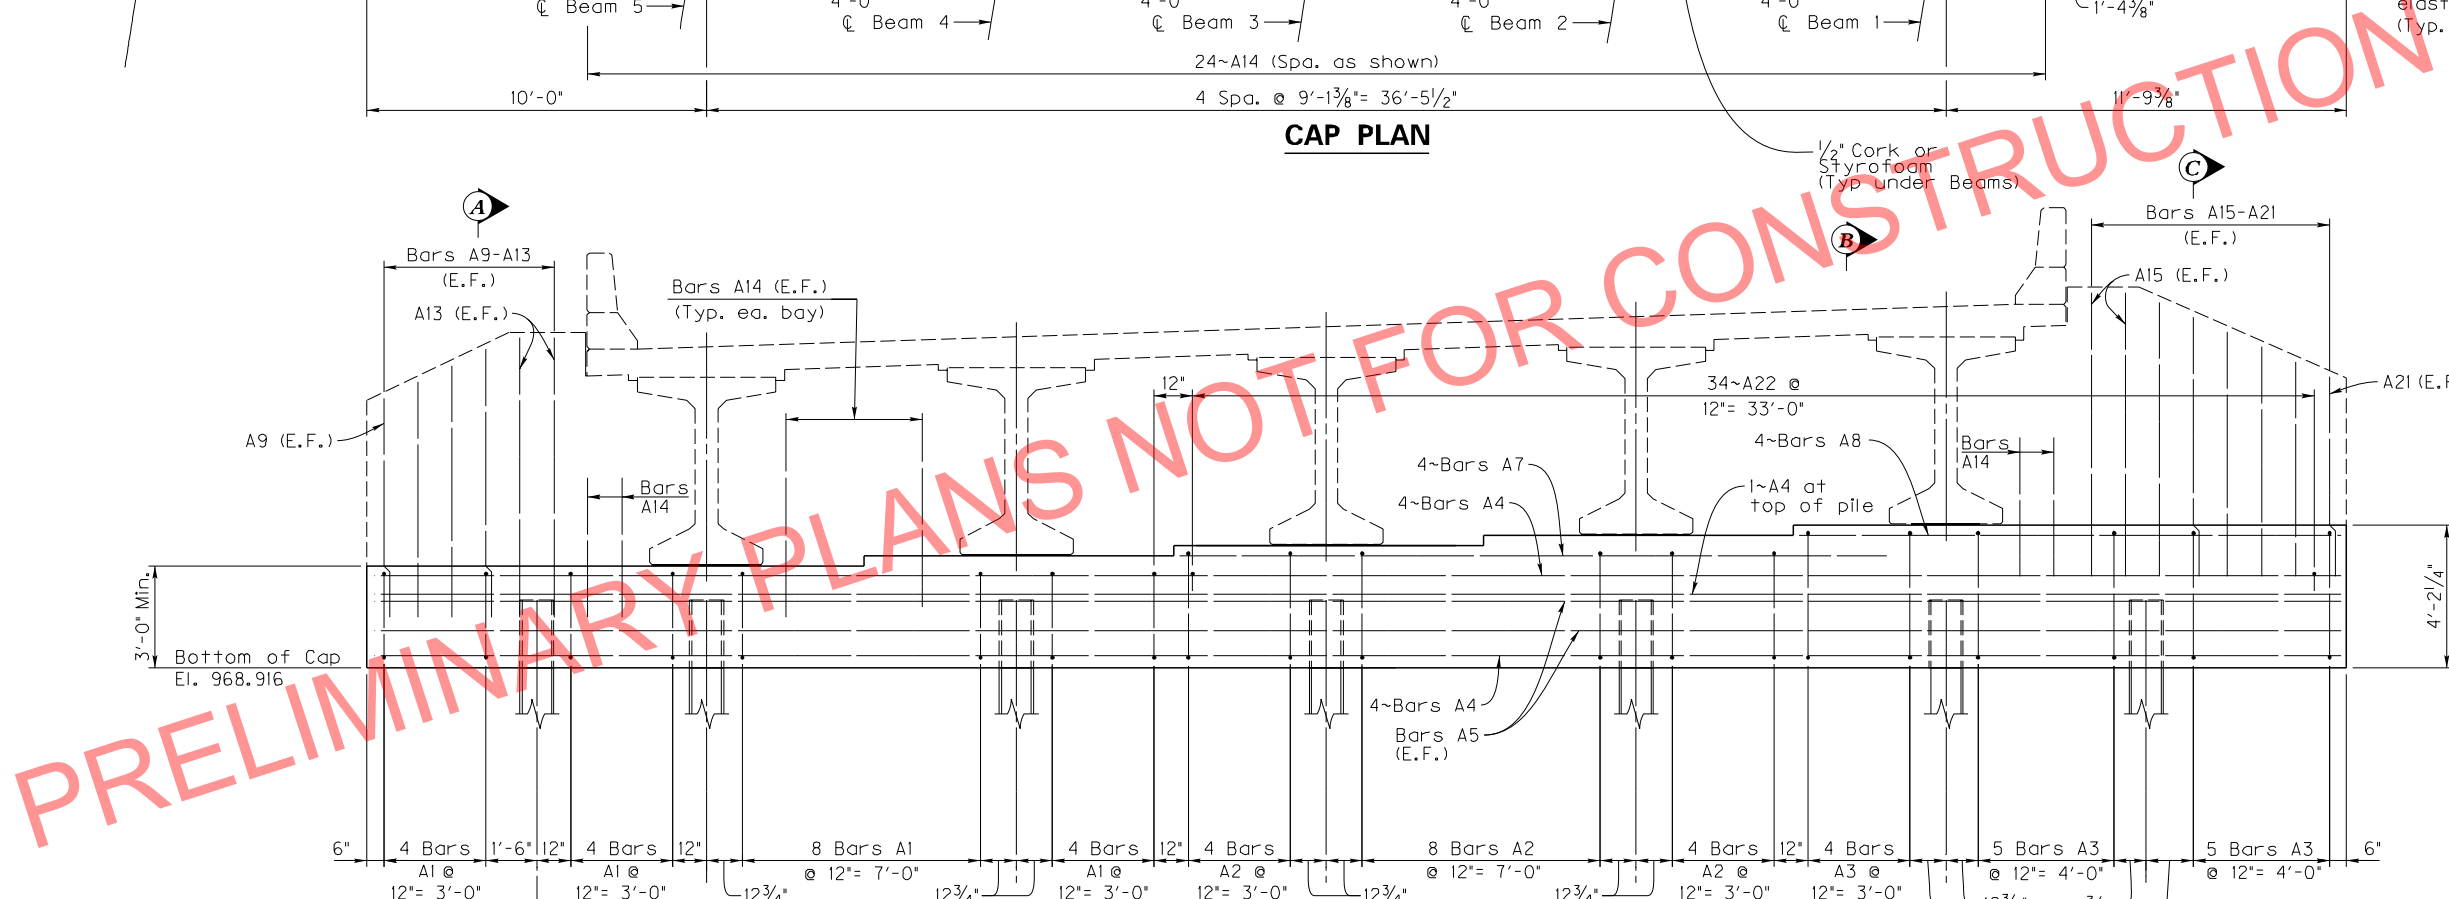 4'-0"
4'-0"
4'-0"
4'-0"
1'-4⅜"
elast
(Typ.
℄ Beam 5
℄ Beam 4
℄ Beam 3
℄ Beam 2
℄ Beam 1
24~A14 (Spa. as shown)
10'-0"
4 Spa. @ 9'-1⅜"= 36'-5½"
11'-9⅜"
CAP PLAN
½" Cork or
Styrofoam
(Typ under Beams)
A
B
C
Bars A9-A13
(E.F.)
A13 (E.F.)
Bars A14 (E.F.)
(Typ. ea. bay)
Bars A15-A21
(E.F.)
A15 (E.F.)
12"
34~A22 @
12"= 33'-0"
A21 (E.F
A9 (E.F.)
4~Bars A8
4~Bars A7
4~Bars A4
1~A4 at
top of pile
Bars
A14
Bars
A14
3'-0" Min.
4'-2¼"
Bottom of Cap
El. 968.916
4~Bars A4
Bars A5
(E.F.)
PRELIMINARY PLANS NOT FOR CONSTRUCTION
6"
4 Bars
A1 @
12"= 3'-0"
1'-6"
12"
4 Bars
A1 @
12"= 3'-0"
12"
12¾"
8 Bars A1
@ 12"= 7'-0"
12¾"
4 Bars
A1 @
12"= 3'-0"
12"
4 Bars
A2 @
12"= 3'-0"
12¾"
8 Bars A2
@ 12"= 7'-0"
12¾"
4 Bars
A2 @
12"= 3'-0"
12"
4 Bars
A3 @
12"= 3'-0"
5 Bars A3
@ 12"= 4'-0"
5 Bars A3
@ 12"= 4'-0"
6"